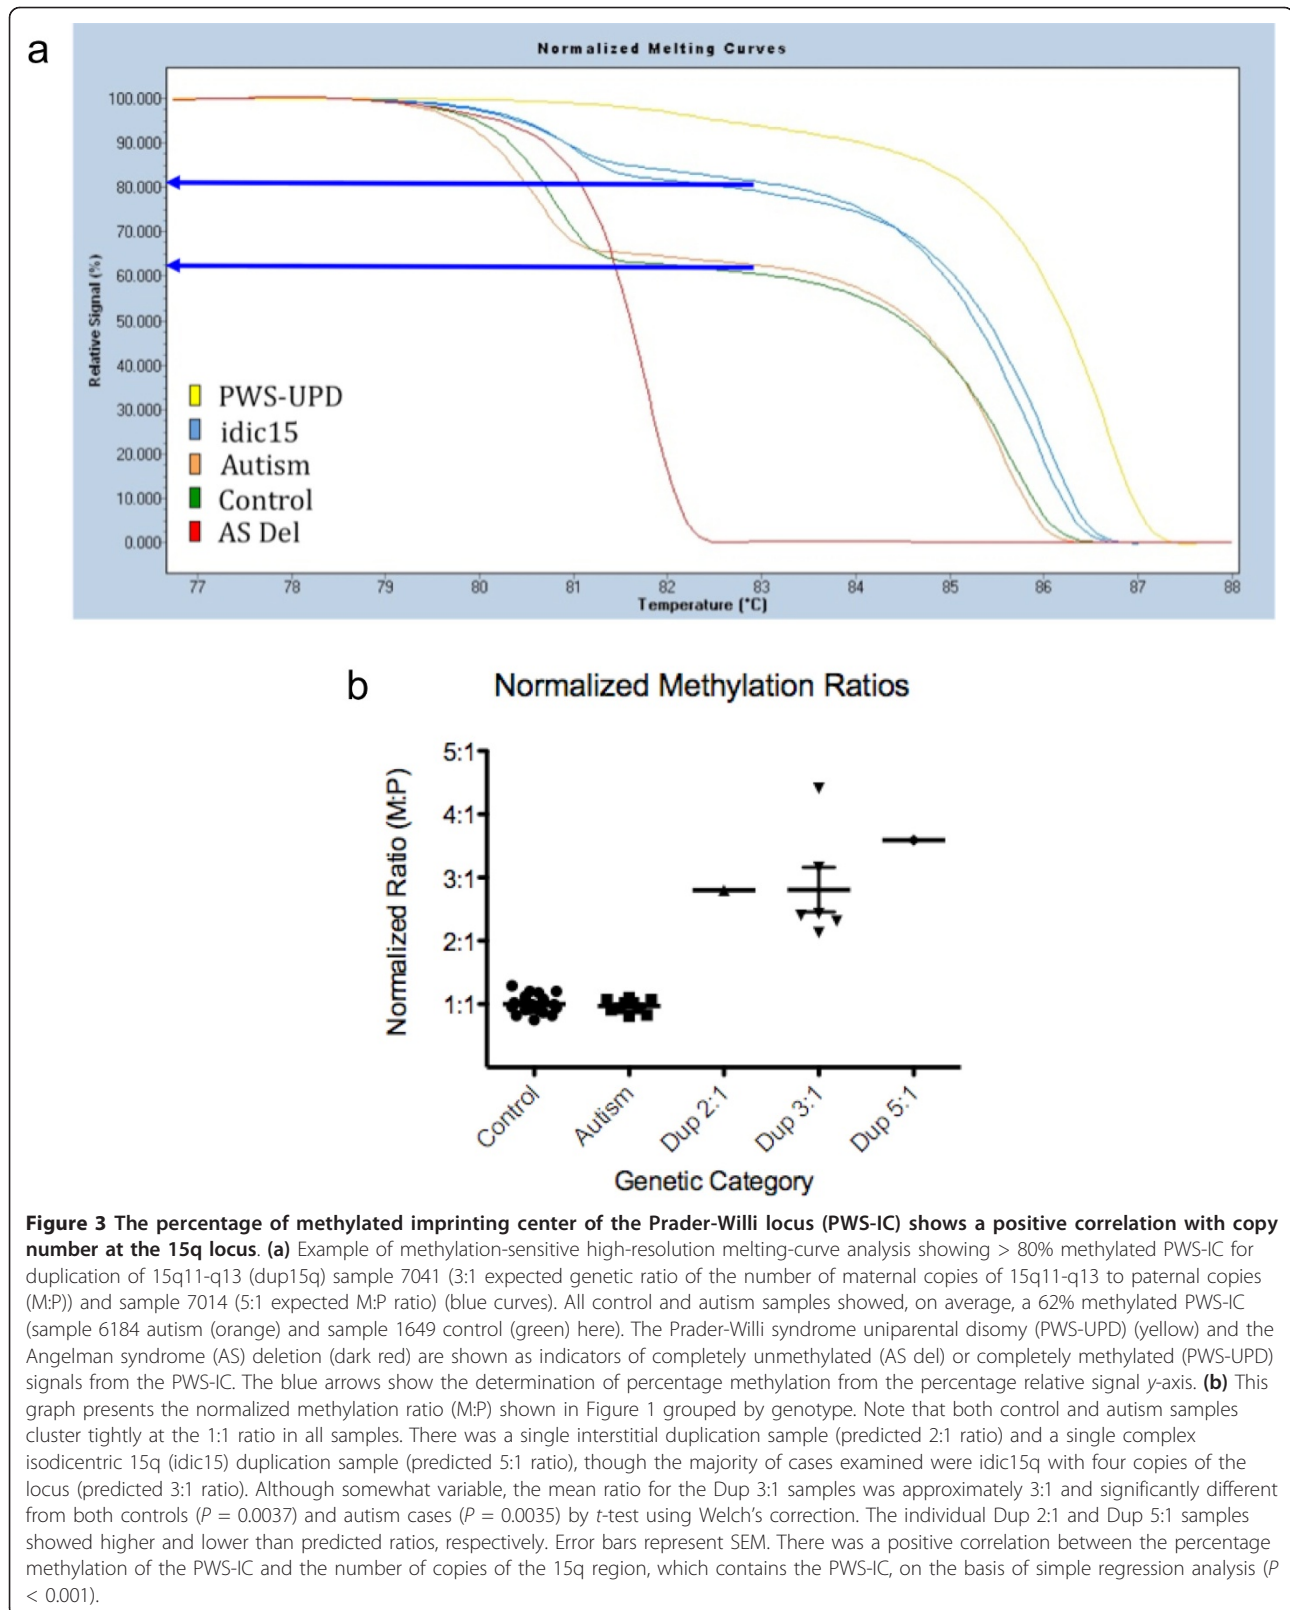 a
Normalized Melting Curves
100.000
90.000
80.000
70.000
60.000
50.000
40.000
30.000
20.000
10.000
0.000
Relative Signal (%)
PWS-UPD
idic15
Autism
Control
AS Del
77 78 79 80 81 82 83 84 85 86 87 88
Temperature (°C)
b
Normalized Methylation Ratios
5:1
4:1
3:1
2:1
1:1
Normalized Ratio (M:P)
Control
Autism
Dup 2:1
Dup 3:1
Dup 5:1
Genetic Category
Figure 3 The percentage of methylated imprinting center of the Prader-Willi locus (PWS-IC) shows a positive correlation with copy
number at the 15q locus. (a) Example of methylation-sensitive high-resolution melting-curve analysis showing > 80% methylated PWS-IC for
duplication of 15q11-q13 (dup15q) sample 7041 (3:1 expected genetic ratio of the number of maternal copies of 15q11-q13 to paternal copies
(M:P)) and sample 7014 (5:1 expected M:P ratio) (blue curves). All control and autism samples showed, on average, a 62% methylated PWS-IC
(sample 6184 autism (orange) and sample 1649 control (green) here). The Prader-Willi syndrome uniparental disomy (PWS-UPD) (yellow) and the
Angelman syndrome (AS) deletion (dark red) are shown as indicators of completely unmethylated (AS del) or completely methylated (PWS-UPD)
signals from the PWS-IC. The blue arrows show the determination of percentage methylation from the percentage relative signal y-axis. (b) This
graph presents the normalized methylation ratio (M:P) shown in Figure 1 grouped by genotype. Note that both control and autism samples
cluster tightly at the 1:1 ratio in all samples. There was a single interstitial duplication sample (predicted 2:1 ratio) and a single complex
isodicentric 15q (idic15) duplication sample (predicted 5:1 ratio), though the majority of cases examined were idic15q with four copies of the
locus (predicted 3:1 ratio). Although somewhat variable, the mean ratio for the Dup 3:1 samples was approximately 3:1 and significantly different
from both controls (P = 0.0037) and autism cases (P = 0.0035) by t-test using Welch's correction. The individual Dup 2:1 and Dup 5:1 samples
showed higher and lower than predicted ratios, respectively. Error bars represent SEM. There was a positive correlation between the percentage
methylation of the PWS-IC and the number of copies of the 15q region, which contains the PWS-IC, on the basis of simple regression analysis (P
< 0.001).